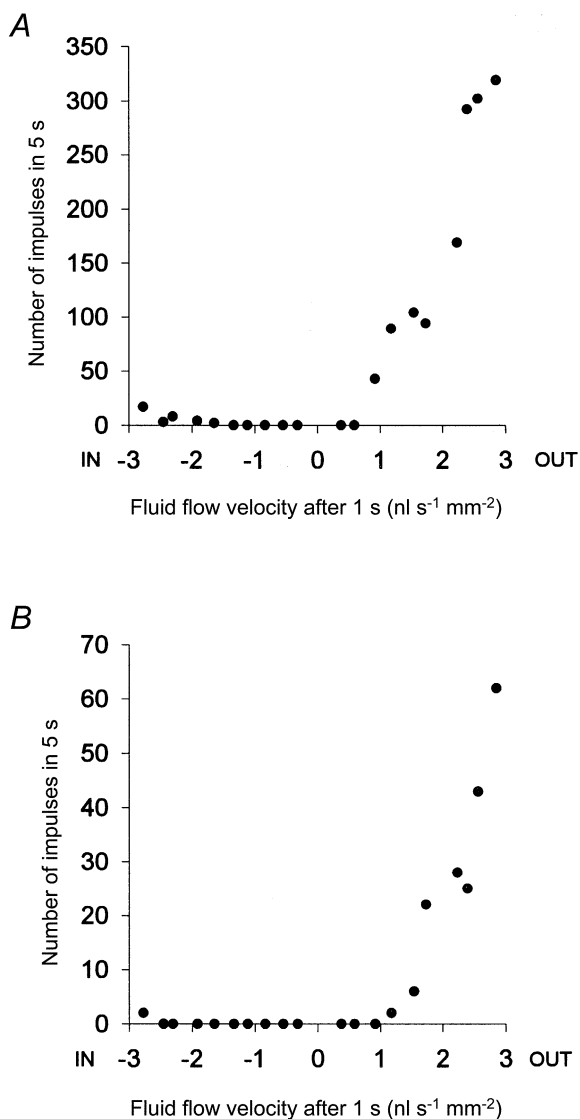 A
350
300
250
200
150
100
50
0
Number of impulses in 5 s
IN -3 -2 -1 0 1 2 3 OUT
Fluid flow velocity after 1 s (nl s-1 mm-2)
B
70
60
50
40
30
20
10
0
Number of impulses in 5 s
IN -3 -2 -1 0 1 2 3 OUT
Fluid flow velocity after 1 s (nl s-1 mm-2)